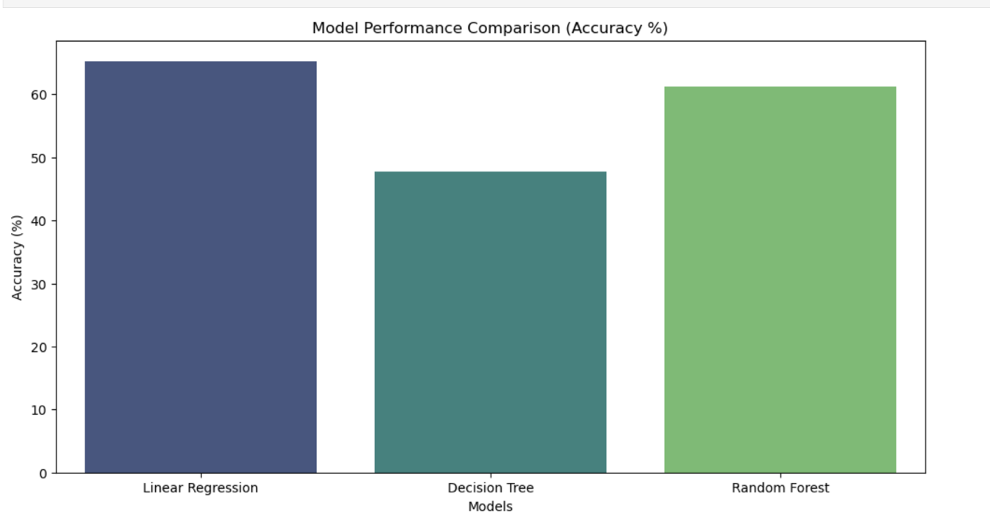 Model Performance Comparison (Accuracy %)
Accuracy (%)
60
50
40
30
20
10
0
Linear Regression
Decision Tree
Random Forest
Models